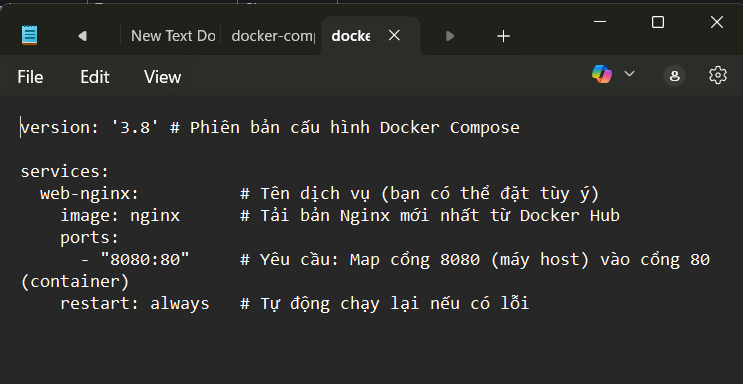 New Text Do
docker-comp
docke
File
Edit
View
version: '3.8' # Phiên bản cấu hình Docker Compose
services:
  web-nginx:          # Tên dịch vụ (bạn có thể đặt tùy ý)
    image: nginx      # Tải bản Nginx mới nhất từ Docker Hub
    ports:
      - "8080:80"     # Yêu cầu: Map cổng 8080 (máy host) vào cổng 80
(container)
    restart: always   # Tự động chạy lại nếu có lỗi